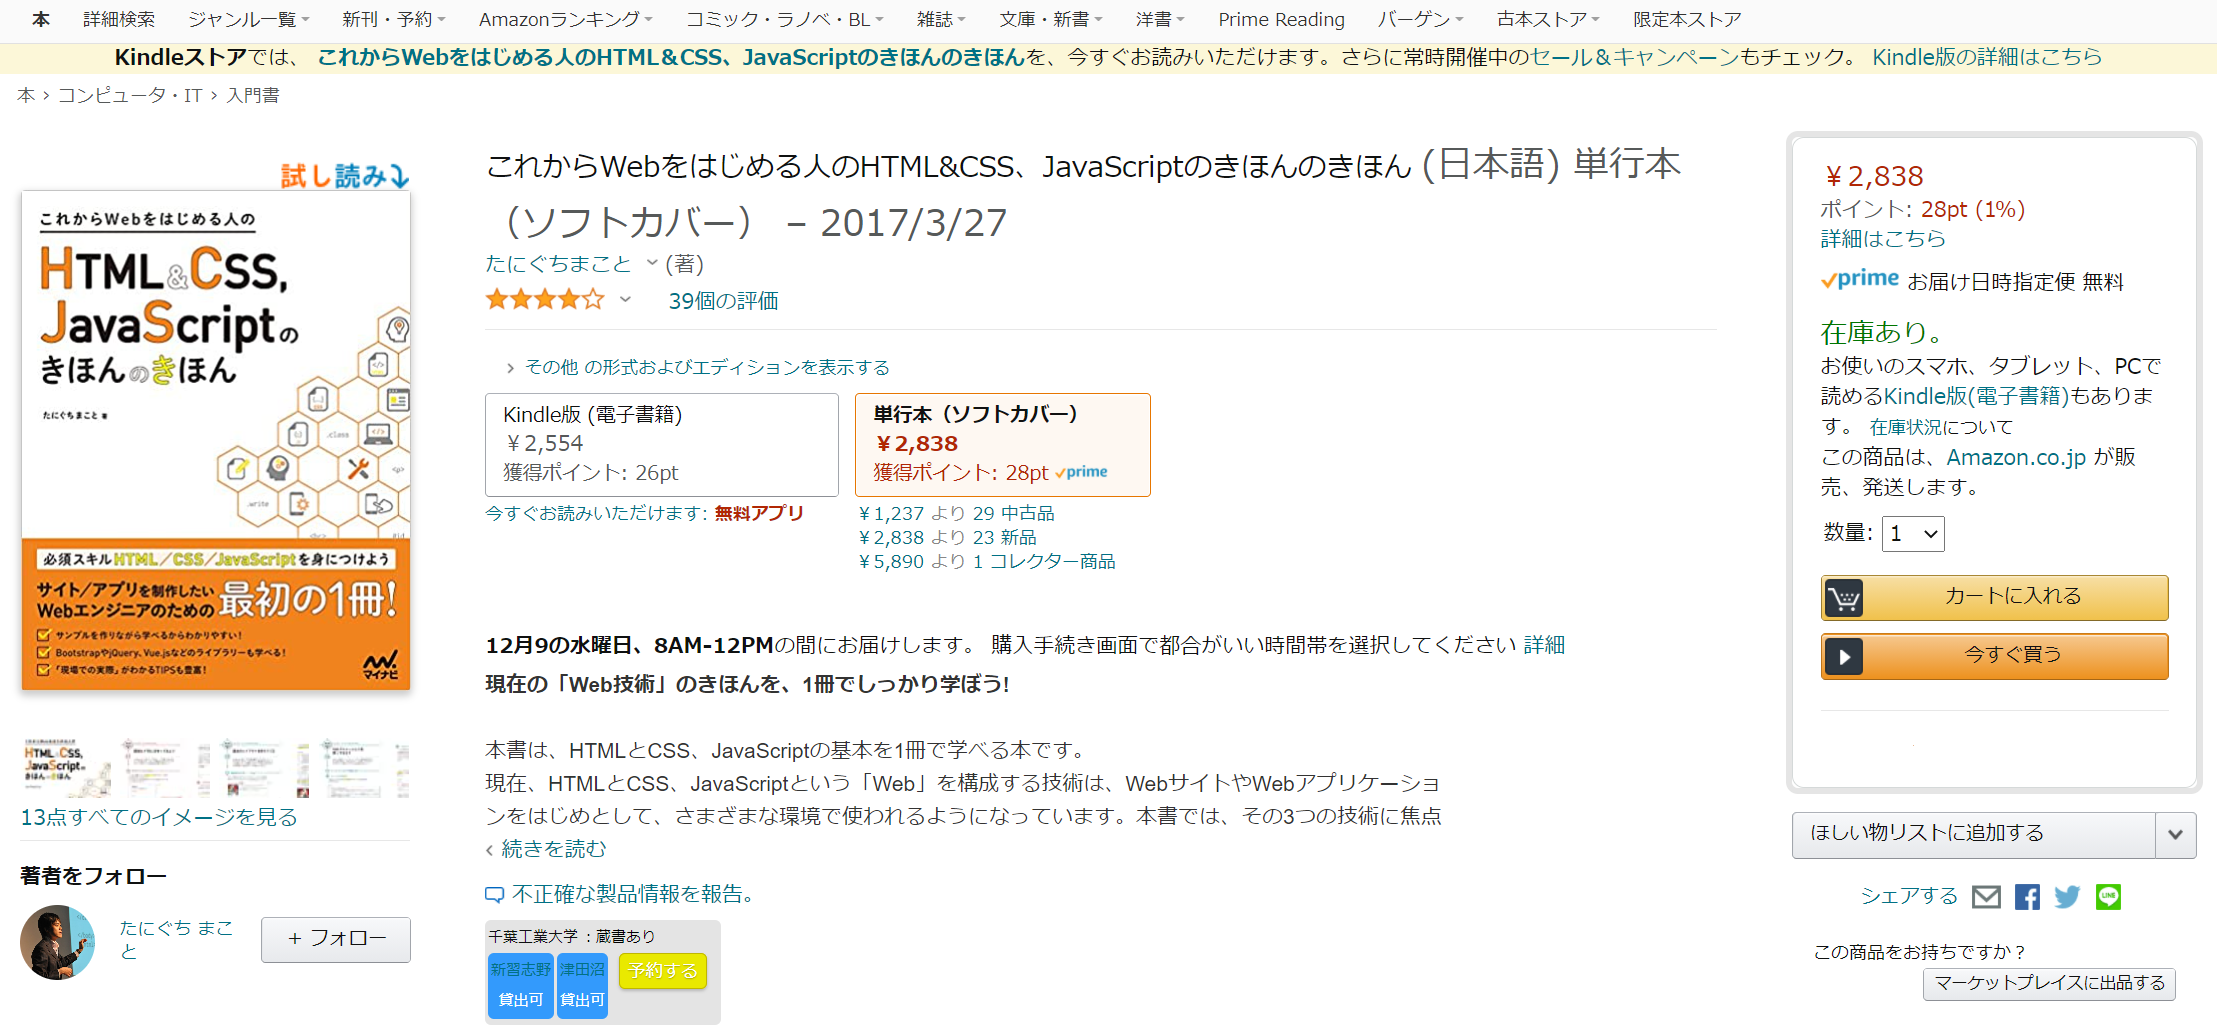 本 詳細検索 ジャンル一覧 新刊・予約 Amazonランキング コミック・ラノベ・BL 雑誌 文庫・新書 洋書 Prime Reading バーゲン 古本ストア 限定本ストア
Kindleストアでは、 これからWebをはじめる人のHTML&CSS、JavaScriptのきほんのきほんを、今すぐお読みいただけます。さらに常時開催中のセール&キャンペーンもチェック。 Kindle版の詳細はこちら
本 › コンピュータ・IT › 入門書
試し読み
これからWebをはじめる人の
HTML&CSS,
JavaScriptの
きほんのきほん
たにぐちまこと 著
.class
<p>
.write
必須スキルHTML/CSS/JavaScriptを身につけよう
サイト/アプリを制作したい
Webエンジニアのための
最初の1冊!
サンプルを作りながら学べるからわかりやすい!
BootstrapやjQuery、Vue.jsなどのライブラリーも学べる!
「現場での実際」がわかるTIPSも豊富!
マイナビ
HTML&CSS,
JavaScriptの
きほんのきほん
13点すべてのイメージを見る
著者をフォロー
たにぐち まこ
と
+ フォロー
これからWebをはじめる人のHTML&CSS、JavaScriptのきほんのきほん (日本語) 単行本
(ソフトカバー) – 2017/3/27
たにぐちまこと (著)
39個の評価
› その他 の形式およびエディションを表示する
Kindle版 (電子書籍)
¥2,554
獲得ポイント: 26pt
今すぐお読みいただけます: 無料アプリ
単行本(ソフトカバー)
¥2,838
獲得ポイント: 28pt prime
¥1,237 より 29 中古品
¥2,838 より 23 新品
¥5,890 より 1 コレクター商品
12月9の水曜日、8AM-12PMの間にお届けします。 購入手続き画面で都合がいい時間帯を選択してください 詳細
現在の「Web技術」のきほんを、1冊でしっかり学ぼう!
本書は、HTMLとCSS、JavaScriptの基本を1冊で学べる本です。
現在、HTMLとCSS、JavaScriptという「Web」を構成する技術は、WebサイトやWebアプリケーショ
ンをはじめとして、さまざまな環境で使われるようになっています。本書では、その3つの技術に焦点
‹ 続きを読む
不正確な製品情報を報告。
千葉工業大学 : 蔵書あり
新習志野 津田沼 予約する
貸出可 貸出可
¥2,838
ポイント: 28pt (1%)
詳細はこちら
prime お届け日時指定便 無料
在庫あり。
お使いのスマホ、タブレット、PCで
読めるKindle版(電子書籍)もありま
す。 在庫状況について
この商品は、Amazon.co.jp が販
売、発送します。
数量: 1
カートに入れる
今すぐ買う
ほしい物リストに追加する
シェアする
LINE
この商品をお持ちですか?
マーケットプレイスに出品する